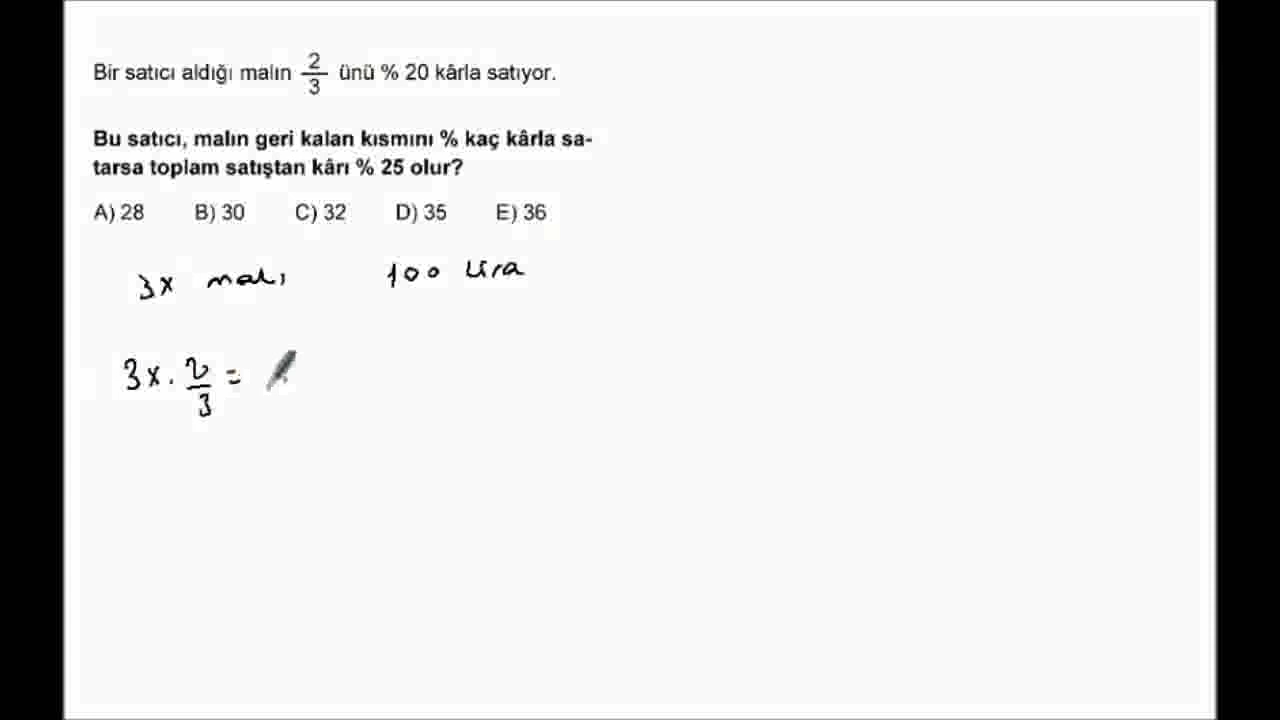 Bir satıcı aldığı malın 2/3 ünü % 20 kârla satıyor.
Bu satıcı, malın geri kalan kısmını % kaç kârla sa-
tarsa toplam satıştan kârı % 25 olur?
A) 28 B) 30 C) 32 D) 35 E) 36
3x malı 100 lira
3x . 2/3 =